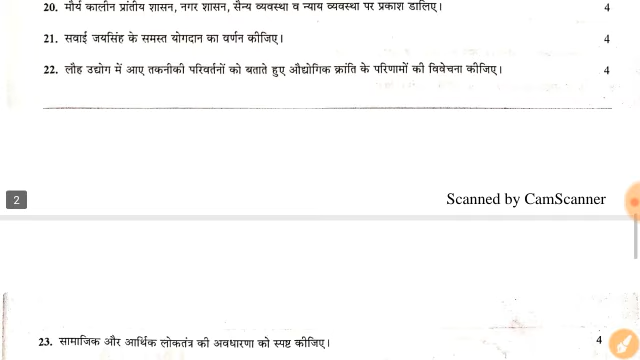 20. मौर्य कालीन प्रांतीय शासन, नगर शासन, सैन्य व्यवस्था व न्याय व्यवस्था पर प्रकाश डालिए। 4
21. सवाई जयसिंह के समस्त योगदान का वर्णन कीजिए। 4
22. लौह उद्योग में आए तकनीकी परिवर्तनों को बताते हुए औद्योगिक क्रांति के परिणामों की विवेचना कीजिए। 4
2
Scanned by CamScanner
23. सामाजिक और आर्थिक लोकतंत्र की अवधारणा को स्पष्ट कीजिए। 4